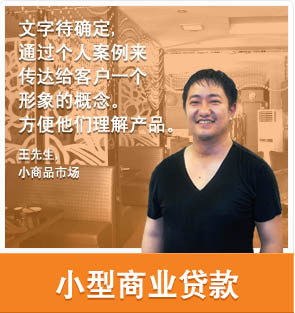 文字待确定,
通过个人案例来
传达给客户一个
形象的概念。
方便他们理解产品。
王先生,
小商品市场
小型商业贷款